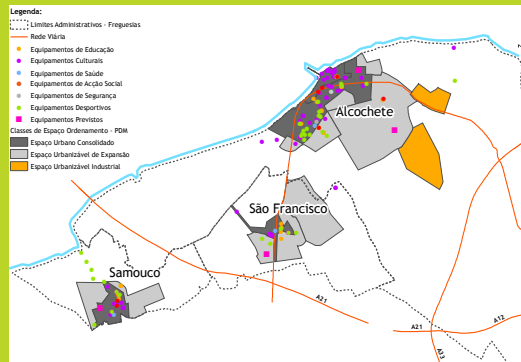 Legenda:
Limites Administrativos - Freguesias
Rede Viária
Equipamentos de Educação
Equipamentos Culturais
Equipamentos de Saúde
Equipamentos de Acção Social
Equipamentos de Segurança
Equipamentos Desportivos
Equipamentos Previstos
Classes de Espaço Ordenamento - PDM
Espaço Urbano Consolidado
Espaço Urbanizável de Expansão
Espaço Urbanizável Industrial
Alcochete
São Francisco
Samouco
A21
A21
A12
A33